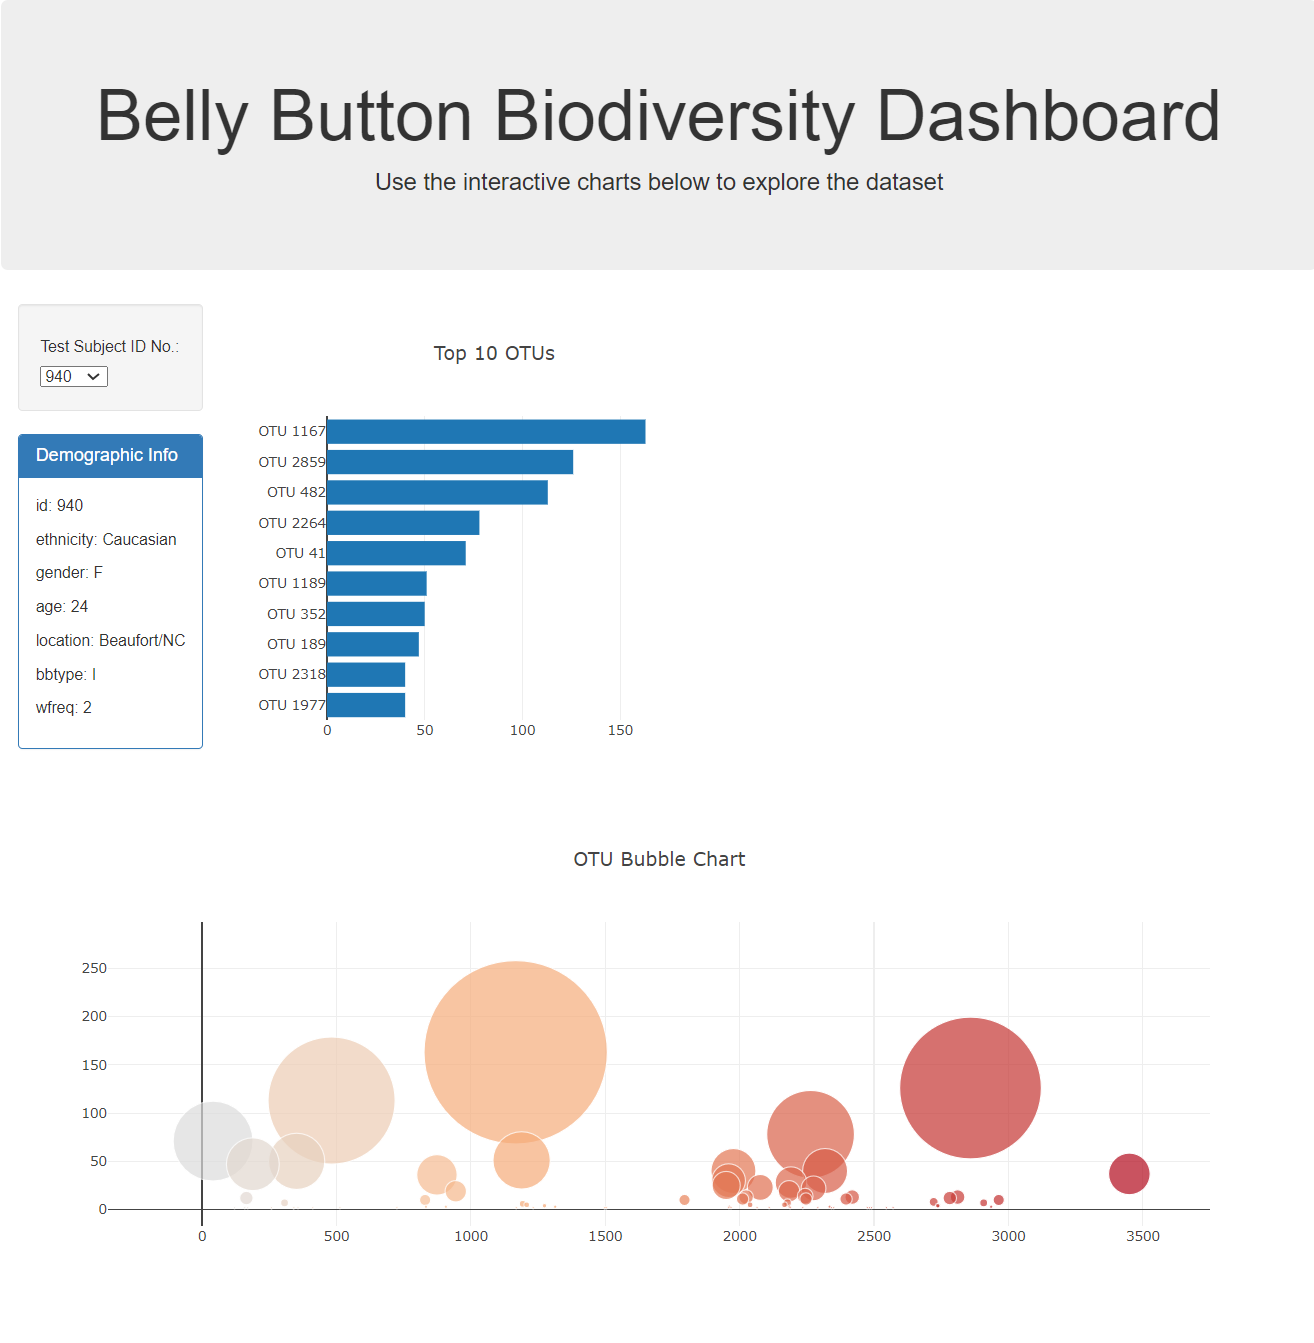 Belly Button Biodiversity Dashboard
Use the interactive charts below to explore the dataset
Test Subject ID No.:
940
Demographic Info
id: 940
ethnicity: Caucasian
gender: F
age: 24
location: Beaufort/NC
bbtype: I
wfreq: 2
Top 10 OTUs
OTU 1167
OTU 2859
OTU 482
OTU 2264
OTU 41
OTU 1189
OTU 352
OTU 189
OTU 2318
OTU 1977
0 50 100 150
OTU Bubble Chart
250
200
150
100
50
0
0 500 1000 1500 2000 2500 3000 3500